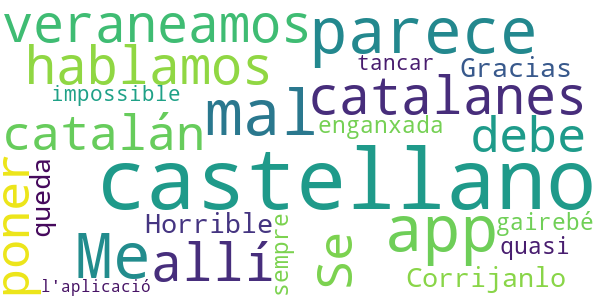 veraneamos
parece
hablamos
tancar
Gracias
impossible
mal
catalanes
catalán
enganxada
debe
castellano
poner
queda
Me
allí
Horrible
sempre
Se
app
gairebé
quasi
Corrijanlo
l'aplicació